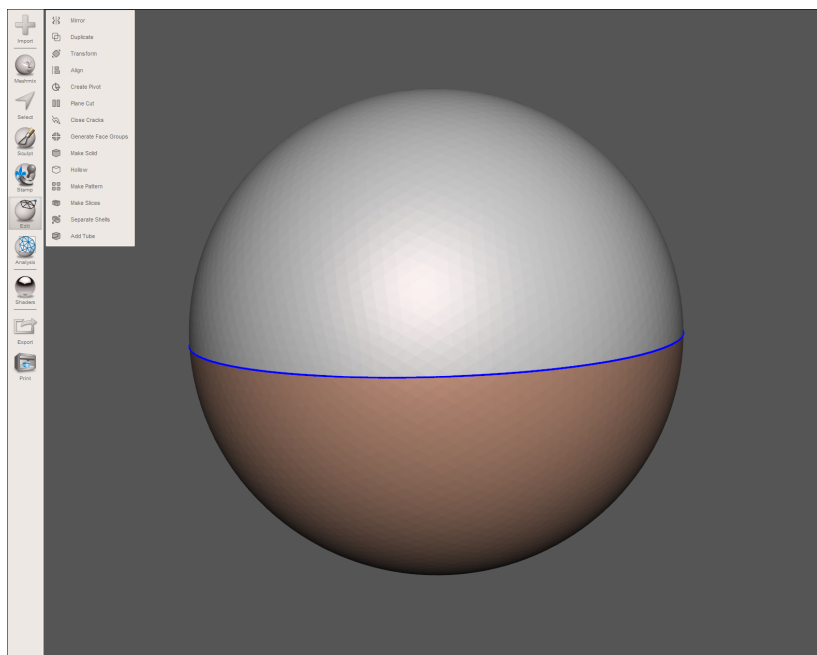 Import
Meshmix
Select
Sculpt
Stamp
Edit
Analysis
Shaders
Export
Print
Mirror
Duplicate
Transform
Align
Create Pivot
Plane Cut
Close Cracks
Generate Face Groups
Make Solid
Hollow
Make Pattern
Make Slices
Separate Shells
Add Tube